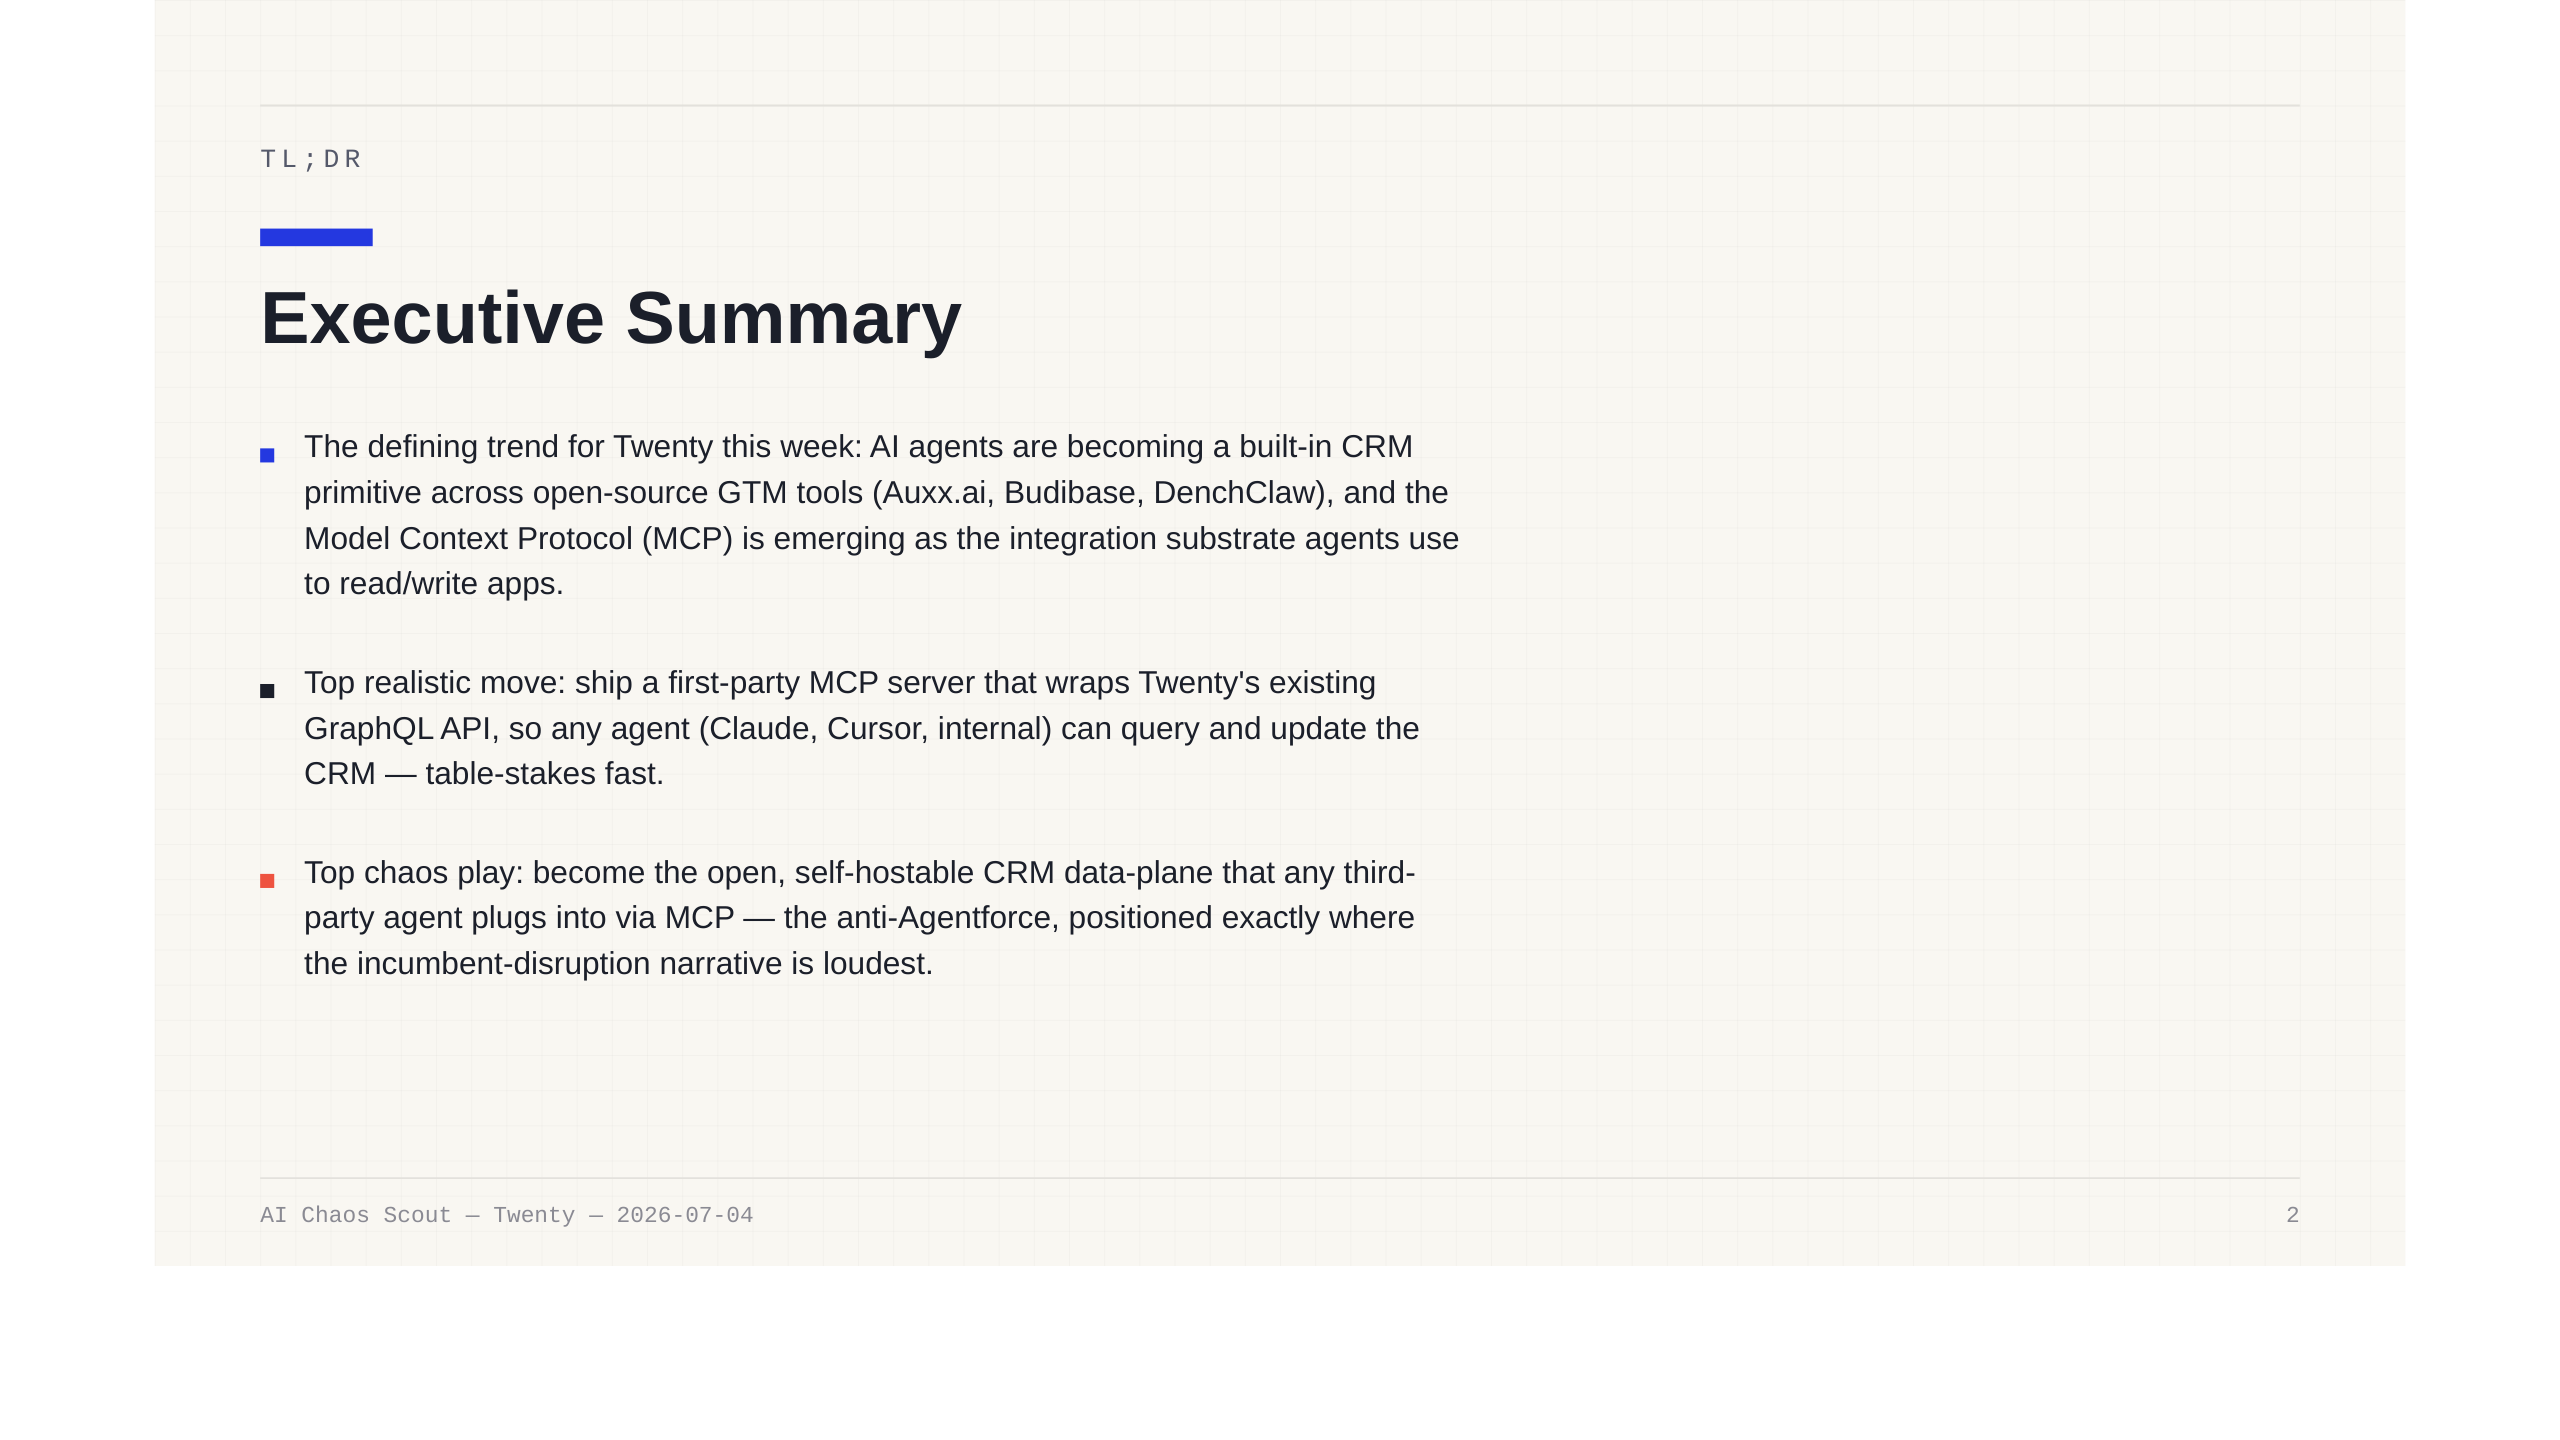 TL;DR
Executive Summary
The defining trend for Twenty this week: AI agents are becoming a built-in CRM
primitive across open-source GTM tools (Auxx.ai, Budibase, DenchClaw), and the
Model Context Protocol (MCP) is emerging as the integration substrate agents use
to read/write apps.
Top realistic move: ship a first-party MCP server that wraps Twenty's existing
GraphQL API, so any agent (Claude, Cursor, internal) can query and update the
CRM — table-stakes fast.
Top chaos play: become the open, self-hostable CRM data-plane that any third-
party agent plugs into via MCP — the anti-Agentforce, positioned exactly where
the incumbent-disruption narrative is loudest.
AI Chaos Scout — Twenty — 2026-07-04
2